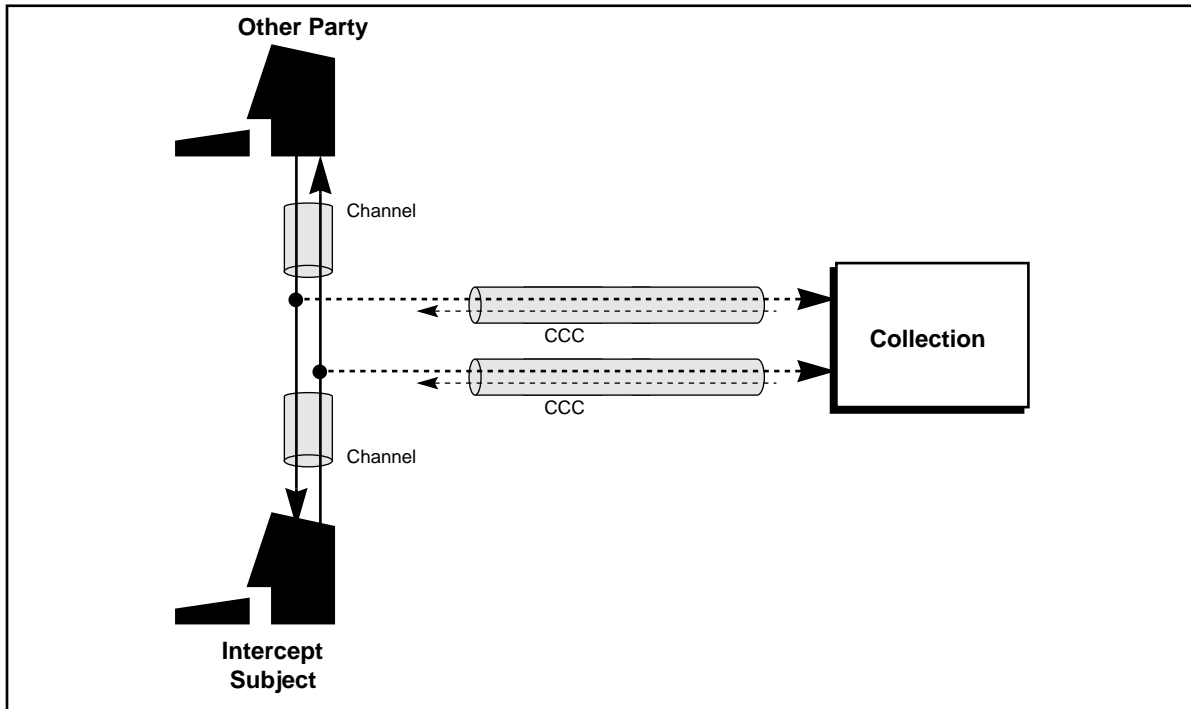 Other Party
Channel
CCC
Collection
CCC
Channel
Intercept
Subject